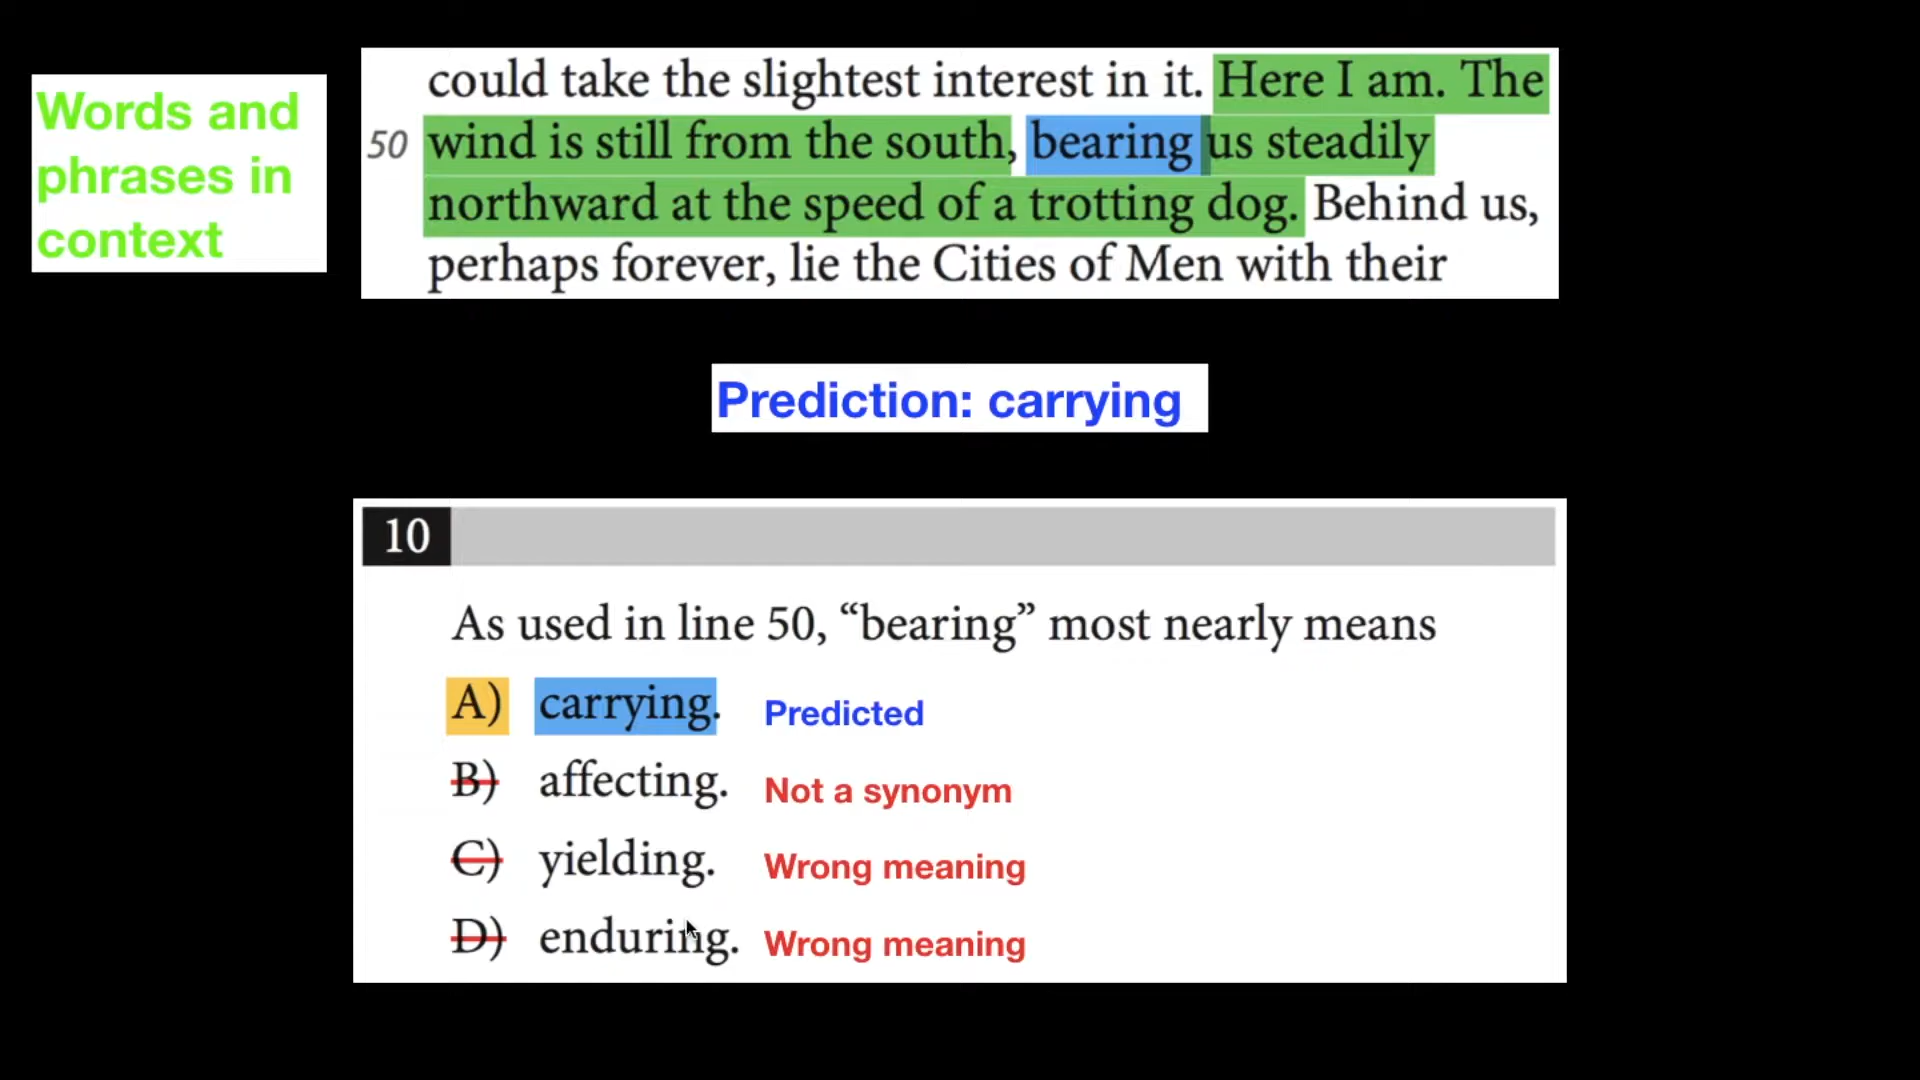 Words and
phrases in
context
could take the slightest interest in it. Here I am. The
50 wind is still from the south, bearing us steadily
northward at the speed of a trotting dog. Behind us,
perhaps forever, lie the Cities of Men with their
Prediction: carrying
10
As used in line 50, “bearing” most nearly means
A) carrying. Predicted
B) affecting. Not a synonym
C) yielding. Wrong meaning
D) enduring. Wrong meaning